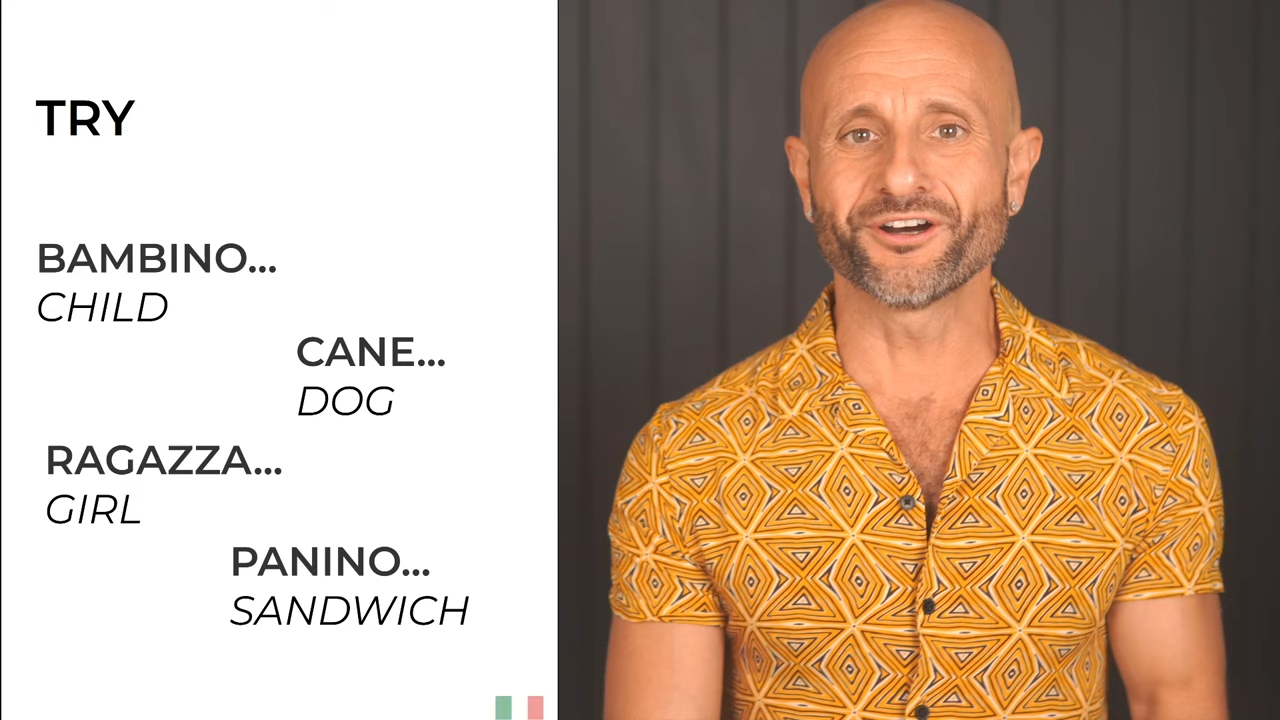 TRY
BAMBINO...
CHILD
CANE...
DOG
RAGAZZA...
GIRL
PANINO...
SANDWICH